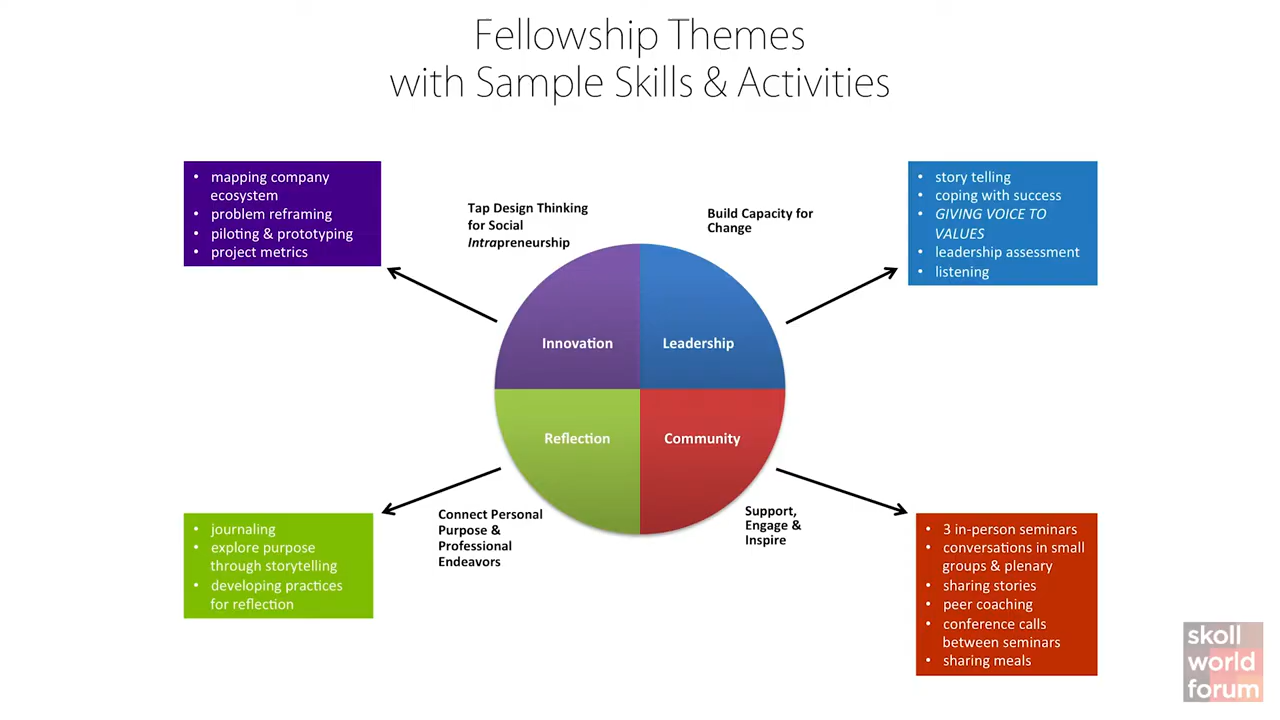 Fellowship Themes
with Sample Skills & Activities
• mapping company
ecosystem
• problem reframing
• piloting & prototyping
• project metrics
Tap Design Thinking
for Social
Intrapreneurship
Build Capacity for
Change
• story telling
• coping with success
• GIVING VOICE TO
VALUES
• leadership assessment
• listening
Innovation
Leadership
Reflection
Community
• journaling
• explore purpose
through storytelling
• developing practices
for reflection
Connect Personal
Purpose &
Professional
Endeavors
Support,
Engage &
Inspire
• 3 in-person seminars
• conversations in small
groups & plenary
• sharing stories
• peer coaching
• conference calls
between seminars
• sharing meals
skoll
world
forum